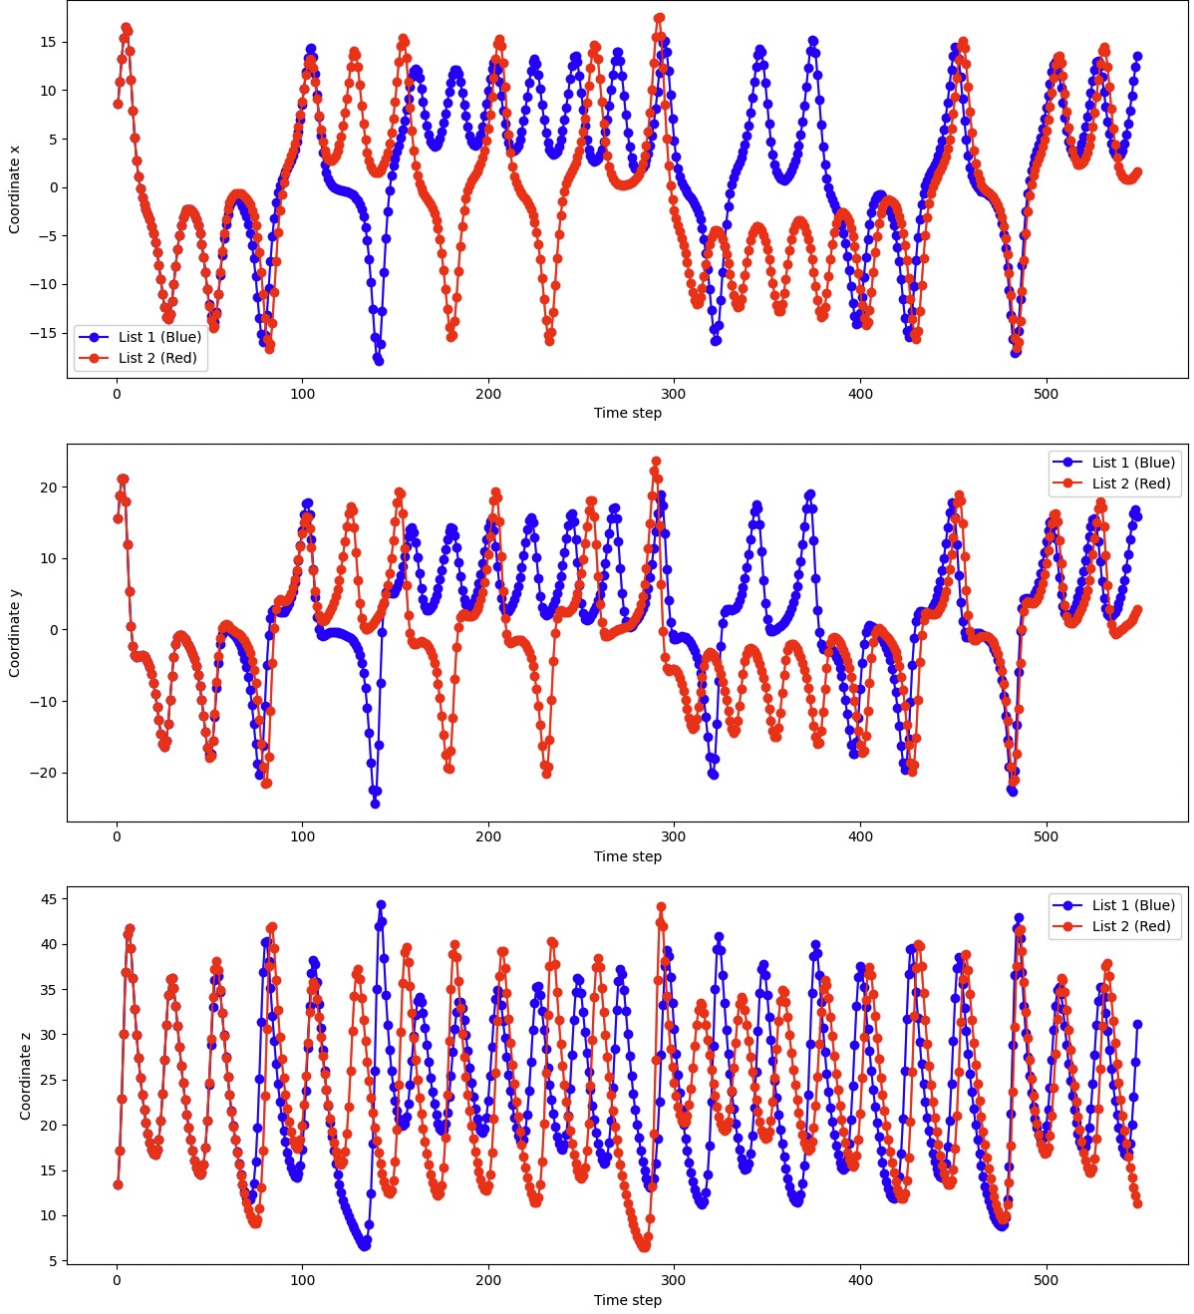 15
10
5
0
−5
−10
−15
Coordinate x
List 1 (Blue)
List 2 (Red)
0 100 200 300 400 500
Time step
20
10
0
−10
−20
Coordinate y
List 1 (Blue)
List 2 (Red)
0 100 200 300 400 500
Time step
45
40
35
30
25
20
15
10
5
Coordinate z
List 1 (Blue)
List 2 (Red)
0 100 200 300 400 500
Time step